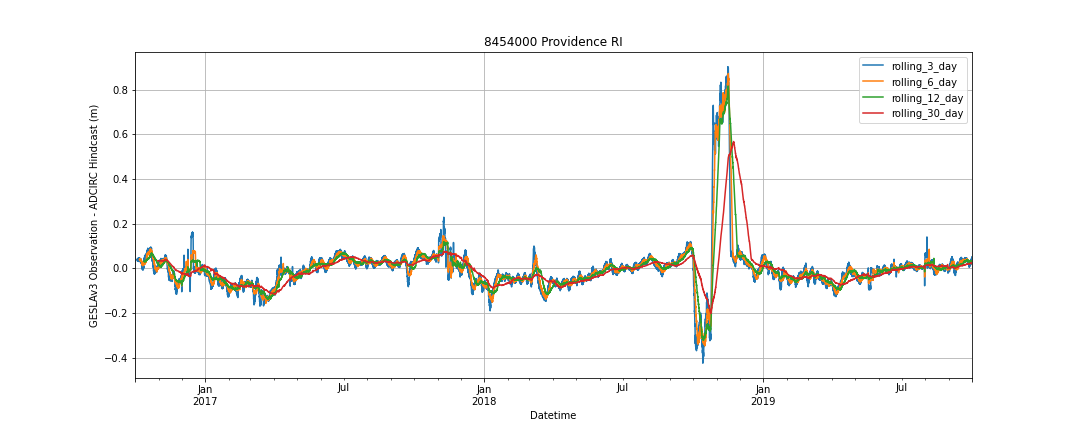 8454000 Providence RI
rolling_3_day
rolling_6_day
rolling_12_day
rolling_30_day
GESLAv3 Observation - ADCIRC Hindcast (m)
0.8
0.6
0.4
0.2
0.0
−0.2
−0.4
Jan
2017
Jul
Jan
2018
Jul
Jan
2019
Jul
Datetime